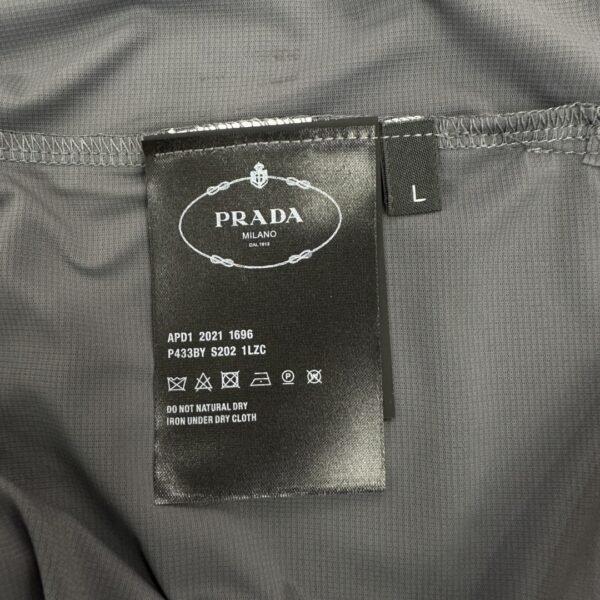 PRADA
MILANO
DAL 1913
L
APD1 2021 1696
P433BY S202 1LZC
DO NOT NATURAL DRY
IRON UNDER DRY CLOTH